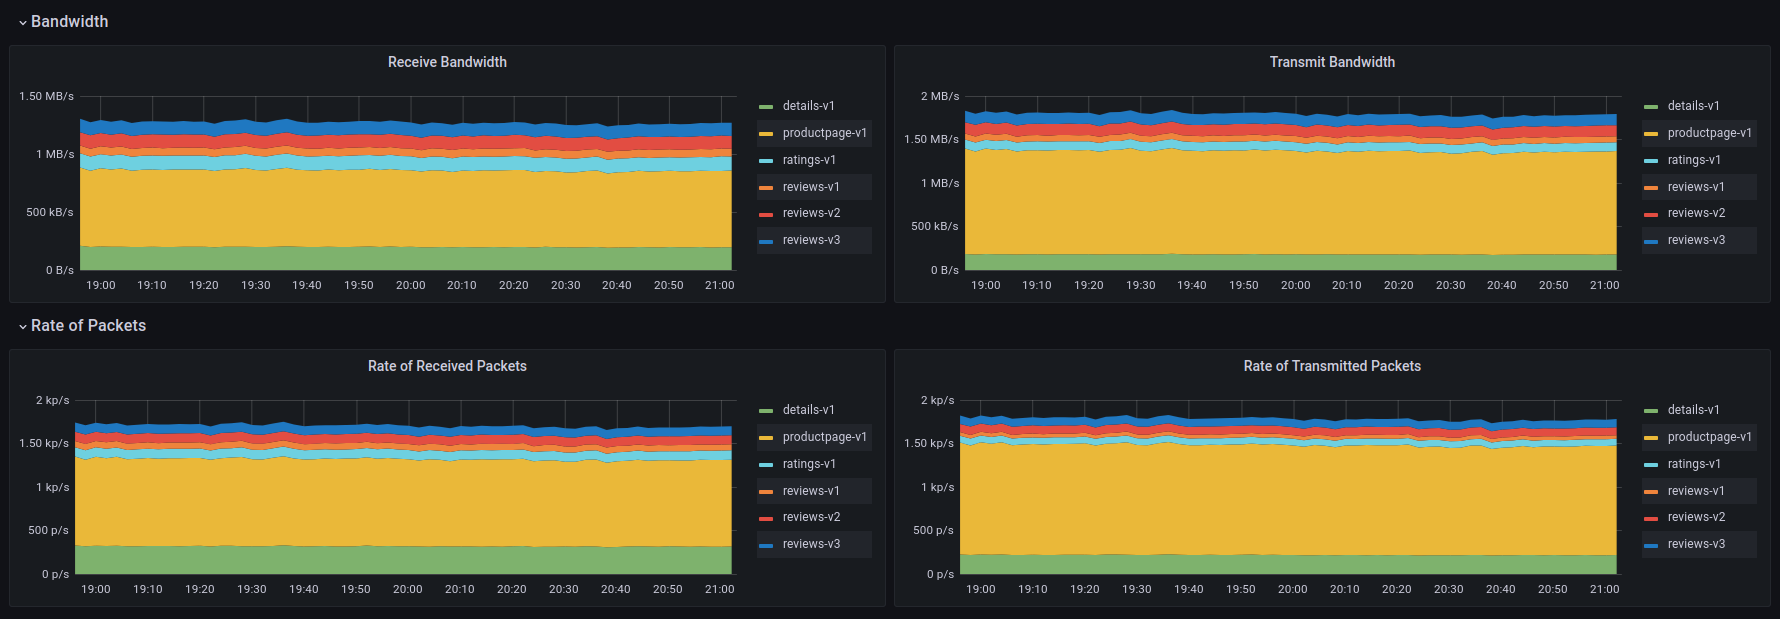 Bandwidth
Receive Bandwidth
1.50 MB/s
1 MB/s
500 kB/s
0 B/s
19:00 19:10 19:20 19:30 19:40 19:50 20:00 20:10 20:20 20:30 20:40 20:50 21:00
details-v1
productpage-v1
ratings-v1
reviews-v1
reviews-v2
reviews-v3
Transmit Bandwidth
2 MB/s
1.50 MB/s
1 MB/s
500 kB/s
0 B/s
19:00 19:10 19:20 19:30 19:40 19:50 20:00 20:10 20:20 20:30 20:40 20:50 21:00
details-v1
productpage-v1
ratings-v1
reviews-v1
reviews-v2
reviews-v3
Rate of Packets
Rate of Received Packets
2 kp/s
1.50 kp/s
1 kp/s
500 p/s
0 p/s
19:00 19:10 19:20 19:30 19:40 19:50 20:00 20:10 20:20 20:30 20:40 20:50 21:00
details-v1
productpage-v1
ratings-v1
reviews-v1
reviews-v2
reviews-v3
Rate of Transmitted Packets
2 kp/s
1.50 kp/s
1 kp/s
500 p/s
0 p/s
19:00 19:10 19:20 19:30 19:40 19:50 20:00 20:10 20:20 20:30 20:40 20:50 21:00
details-v1
productpage-v1
ratings-v1
reviews-v1
reviews-v2
reviews-v3